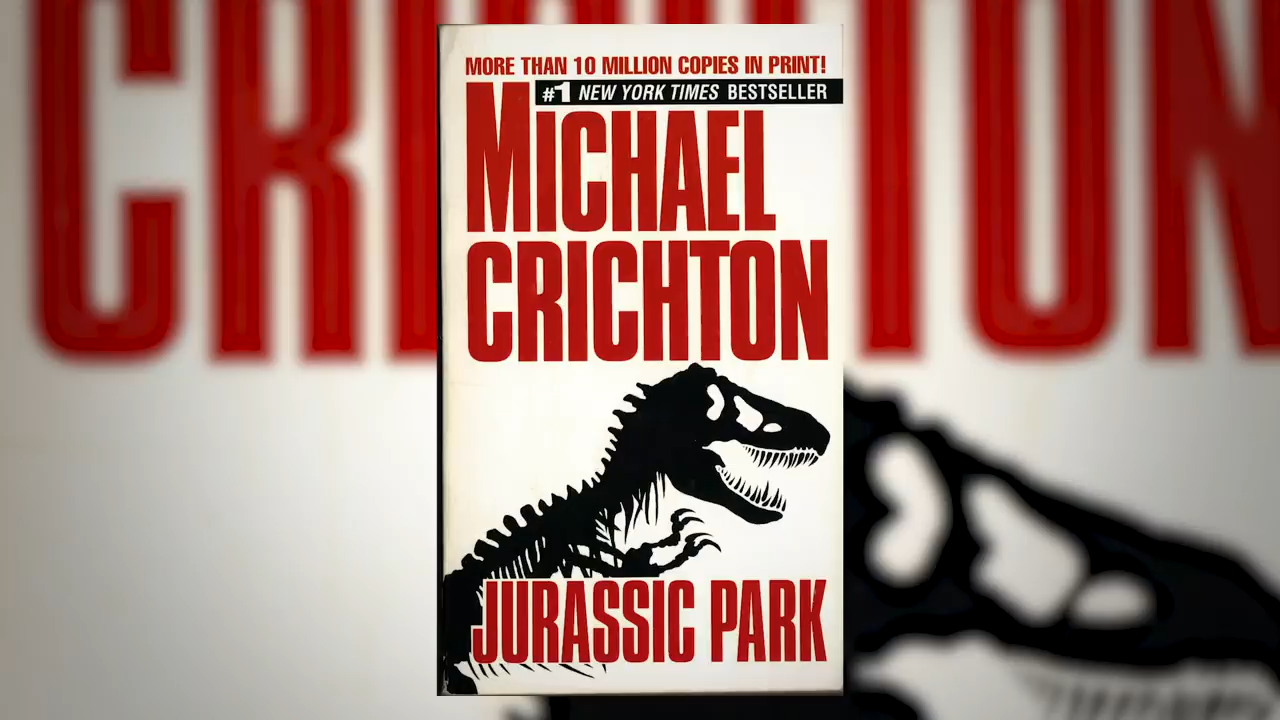 MORE THAN 10 MILLION COPIES IN PRINT!
#1 NEW YORK TIMES BESTSELLER
MICHAEL
CRICHTON
JURASSIC PARK